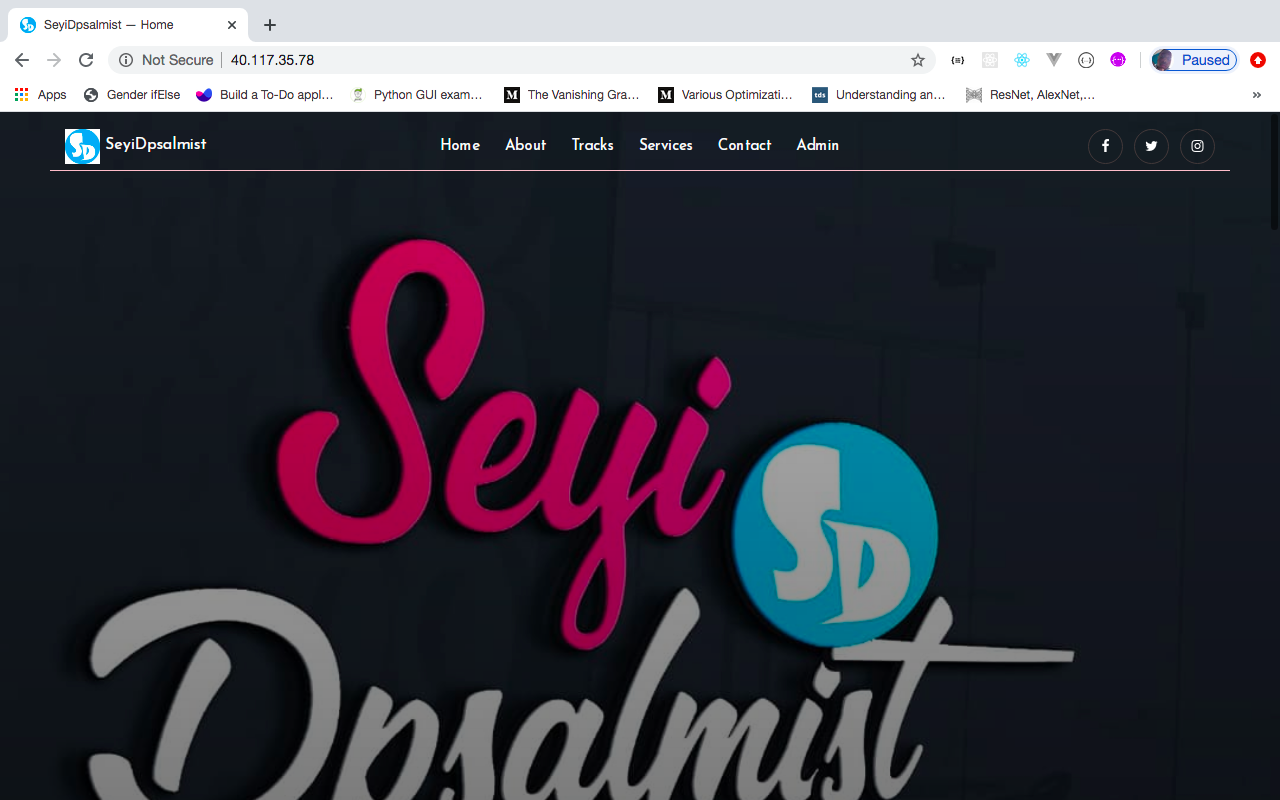 SeyiDpsalmist — Home
Not Secure 40.117.35.78 Paused
Apps Gender ifElse Build a To-Do appl… Python GUI exam… The Vanishing Gra… Various Optimizati… Understanding an… ResNet, AlexNet,… »
SD SeyiDpsalmist Home About Tracks Services Contact Admin
Seyi
SD
Dpsalmist